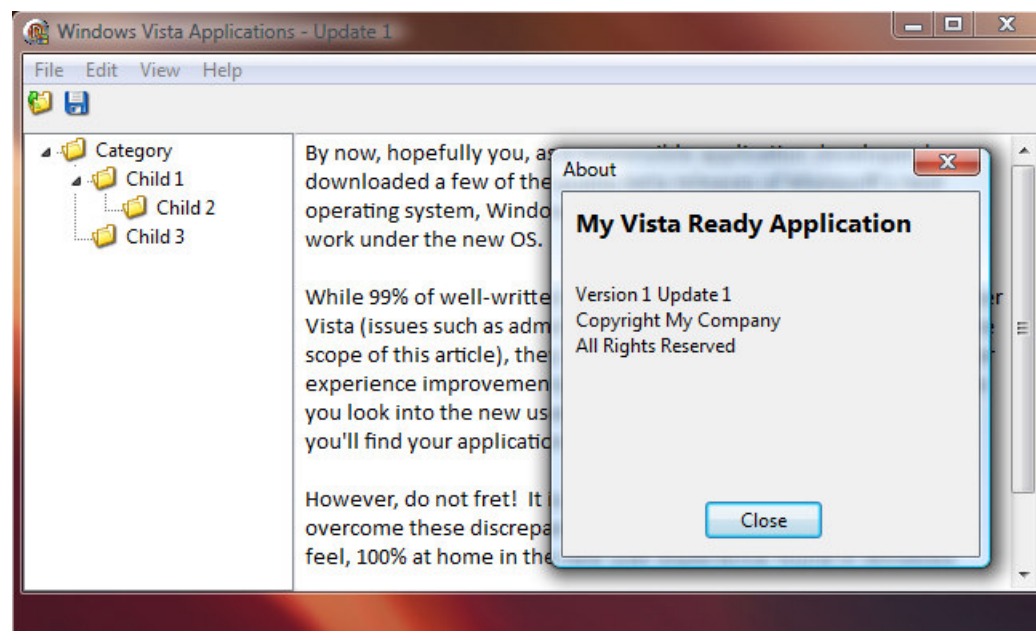 Windows Vista Applications - Update 1
File Edit View Help
Category
Child 1
Child 2
Child 3
By now, hopefully you, as
downloaded a few of the
operating system, Windo
work under the new OS.
While 99% of well-writte
Vista (issues such as adm
scope of this article), the
experience improvemen
you look into the new us
you'll find your applicatio
However, do not fret! It i
overcome these discrepa
feel, 100% at home in the
About
My Vista Ready Application
Version 1 Update 1
Copyright My Company
All Rights Reserved
Close